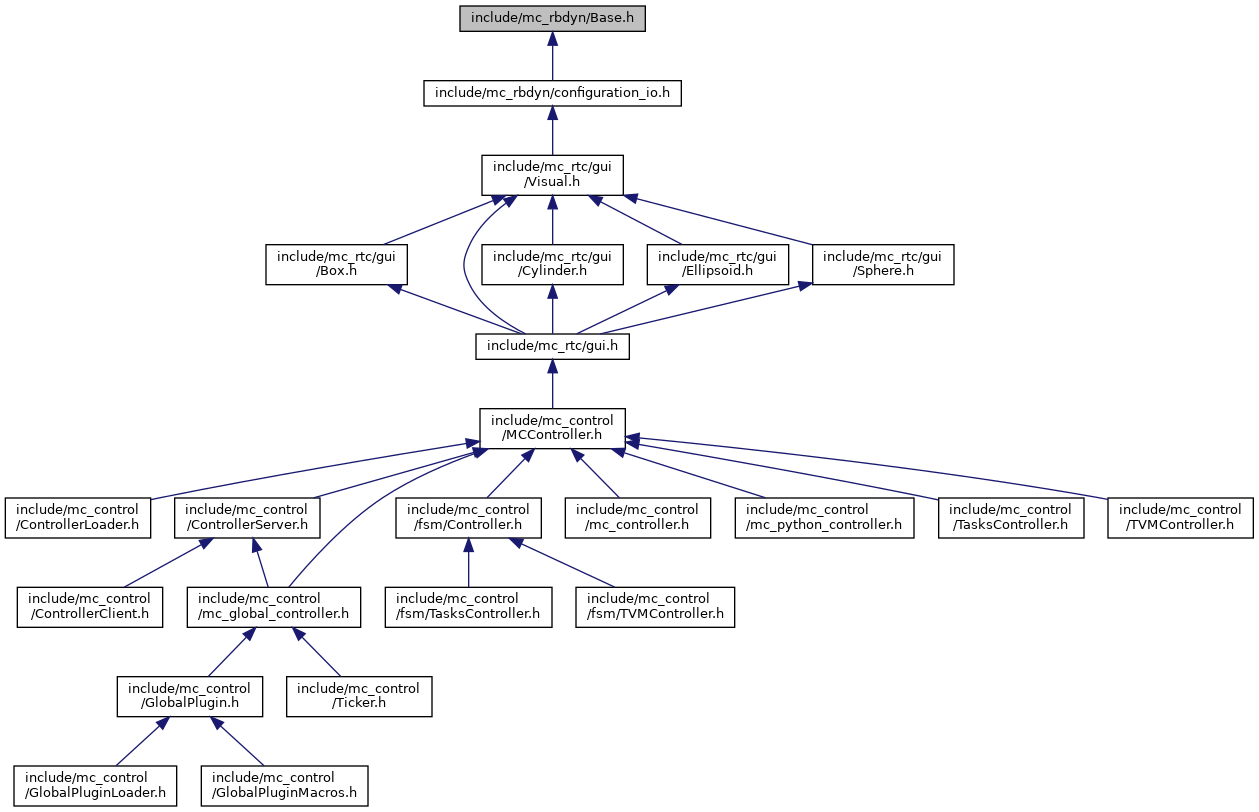 include/mc_rbdyn/Base.h
include/mc_rbdyn/configuration_io.h
include/mc_rtc/gui
/Visual.h
include/mc_rtc/gui
/Box.h
include/mc_rtc/gui
/Cylinder.h
include/mc_rtc/gui
/Ellipsoid.h
include/mc_rtc/gui
/Sphere.h
include/mc_rtc/gui.h
include/mc_control
/MCController.h
include/mc_control
/ControllerLoader.h
include/mc_control
/ControllerServer.h
include/mc_control
/fsm/Controller.h
include/mc_control
/mc_controller.h
include/mc_control
/mc_python_controller.h
include/mc_control
/TasksController.h
include/mc_control
/TVMController.h
include/mc_control
/ControllerClient.h
include/mc_control
/mc_global_controller.h
include/mc_control
/fsm/TasksController.h
include/mc_control
/fsm/TVMController.h
include/mc_control
/GlobalPlugin.h
include/mc_control
/Ticker.h
include/mc_control
/GlobalPluginLoader.h
include/mc_control
/GlobalPluginMacros.h